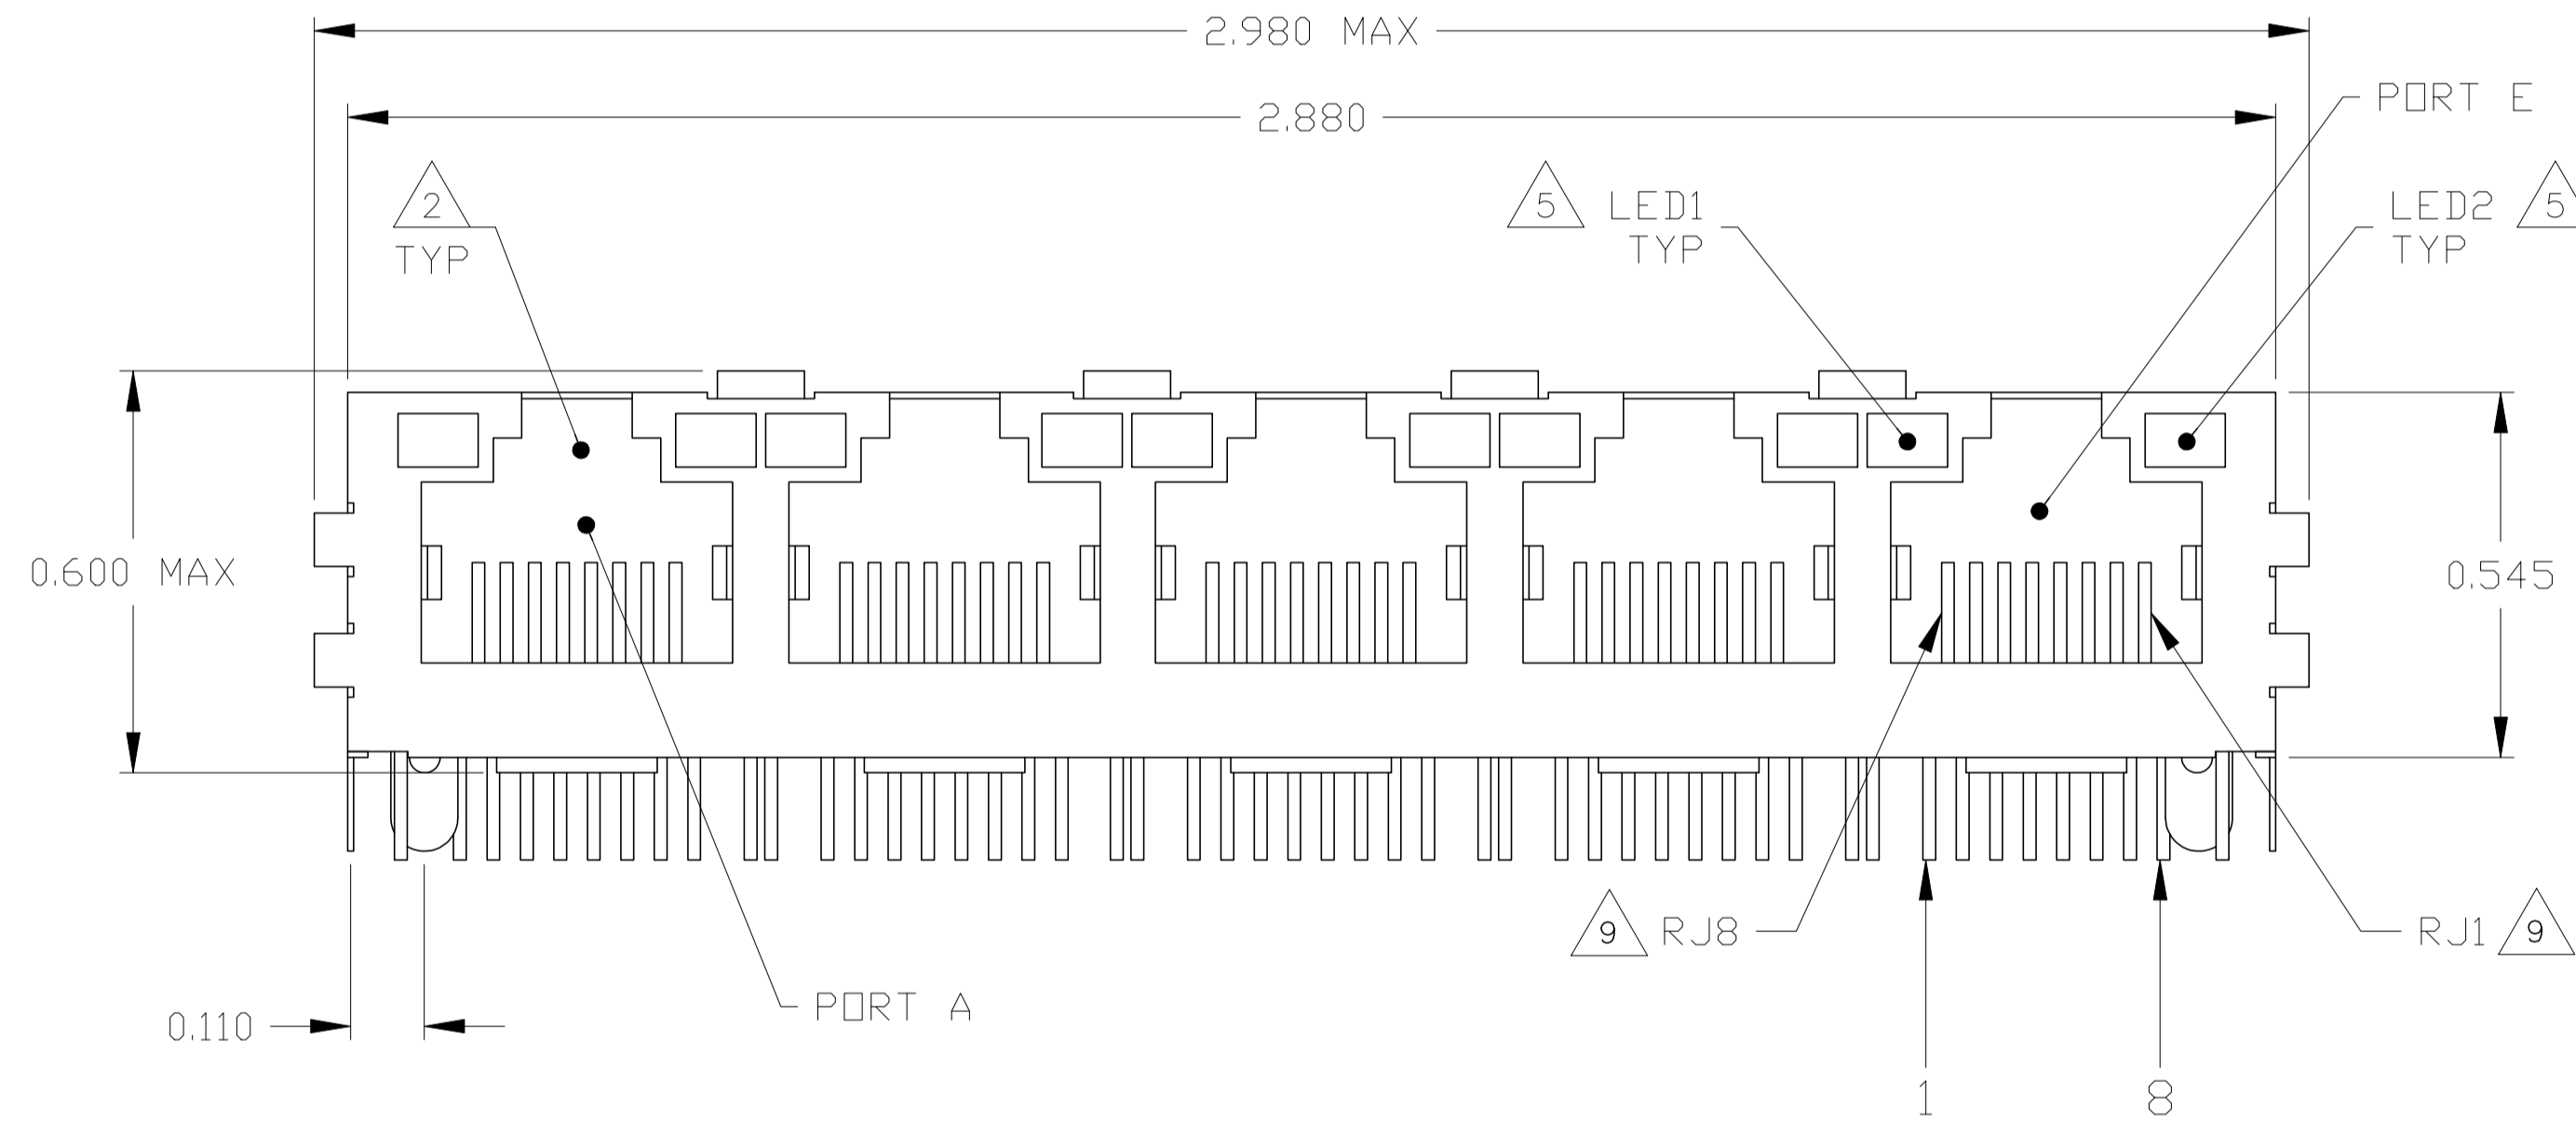 2.980 MAX
2.880
PORT E
2
TYP
5 LED1
TYP
LED2 5
TYP
0.600 MAX
0.545
9 RJ8
RJ1 9
PORT A
0.110
1
8